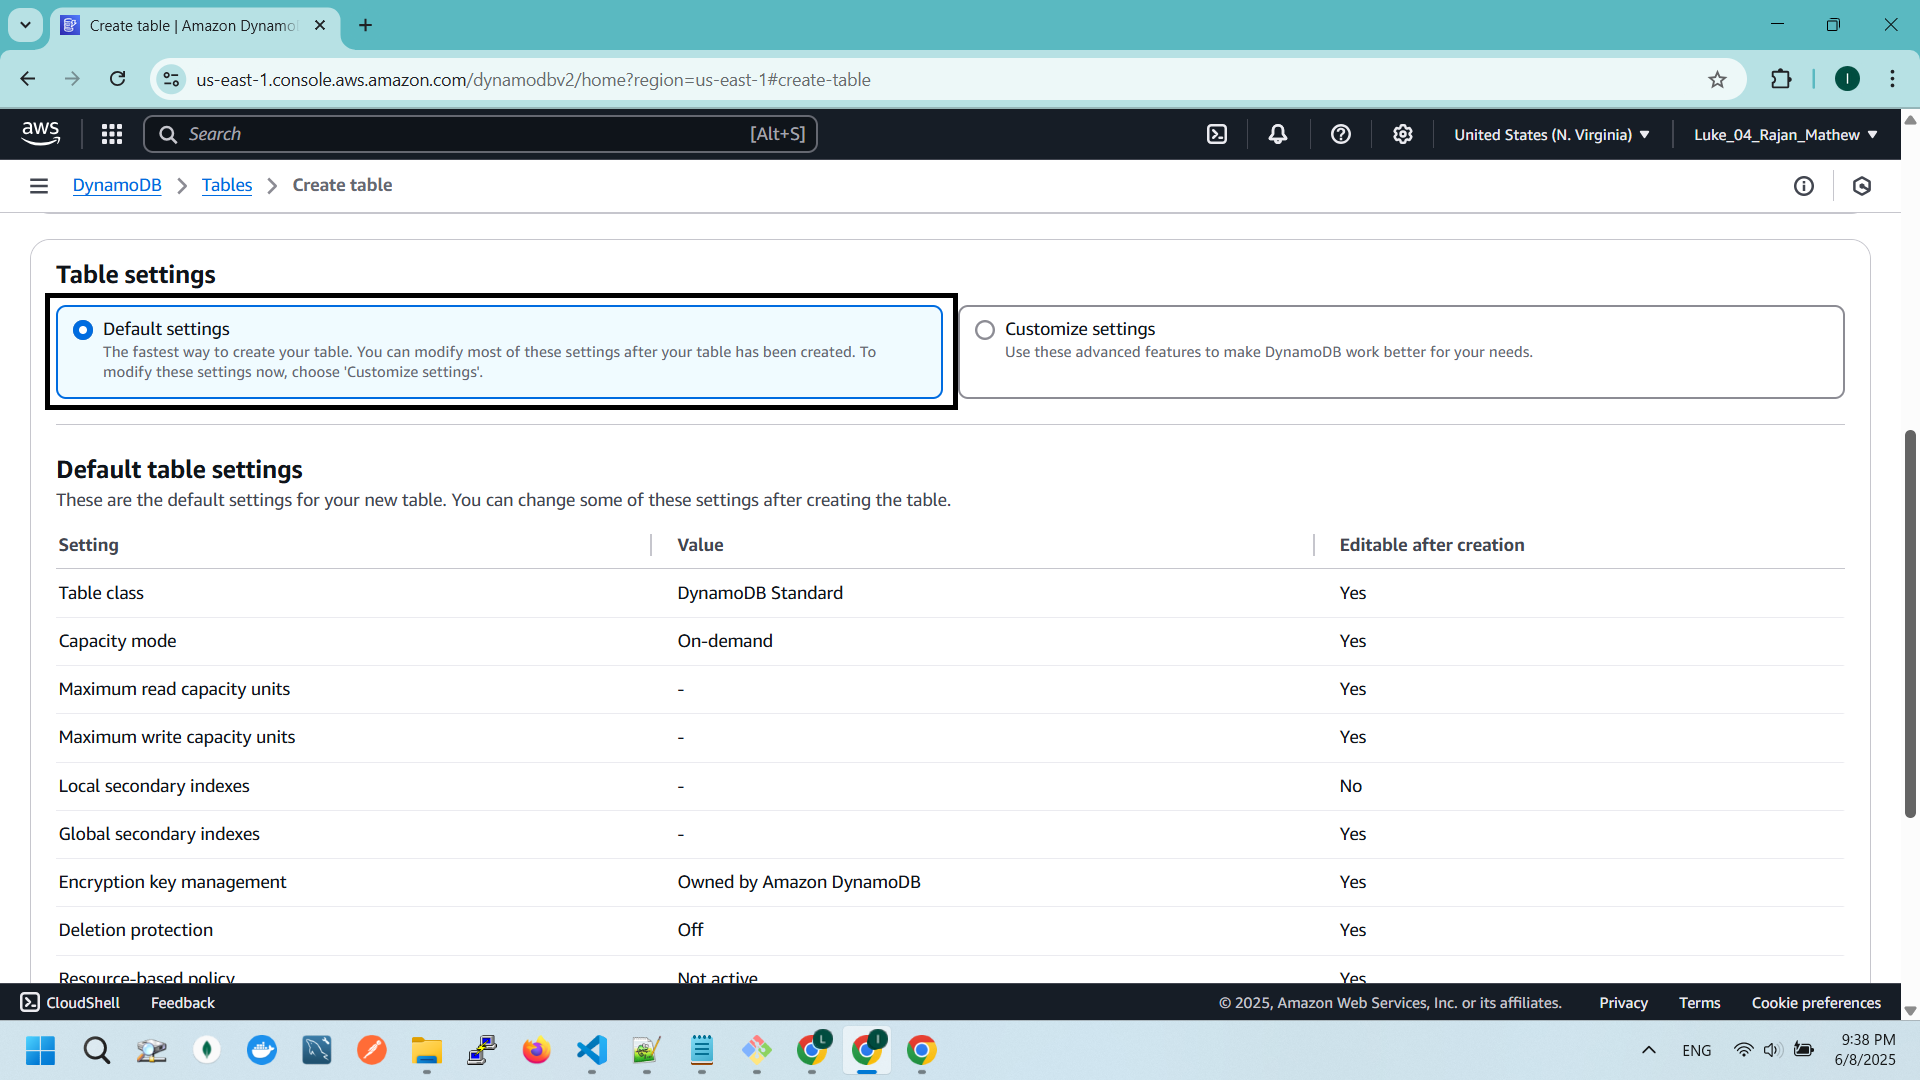 Create table | Amazon Dynamo
us-east-1.console.aws.amazon.com/dynamodbv2/home?region=us-east-1#create-table
I
aws
Search
[Alt+S]
United States (N. Virginia)
Luke_04_Rajan_Mathew
DynamoDB
Tables
Create table
Table settings
Default settings
The fastest way to create your table. You can modify most of these settings after your table has been created. To
modify these settings now, choose 'Customize settings'.
Customize settings
Use these advanced features to make DynamoDB work better for your needs.
Default table settings
These are the default settings for your new table. You can change some of these settings after creating the table.
Setting
Value
Editable after creation
Table class
DynamoDB Standard
Yes
Capacity mode
On-demand
Yes
Maximum read capacity units
-
Yes
Maximum write capacity units
-
Yes
Local secondary indexes
-
No
Global secondary indexes
-
Yes
Encryption key management
Owned by Amazon DynamoDB
Yes
Deletion protection
Off
Yes
Resource-based policy
Not active
Yes
CloudShell
Feedback
© 2025, Amazon Web Services, Inc. or its affiliates.
Privacy
Terms
Cookie preferences
L
I
ENG
9:38 PM
6/8/2025